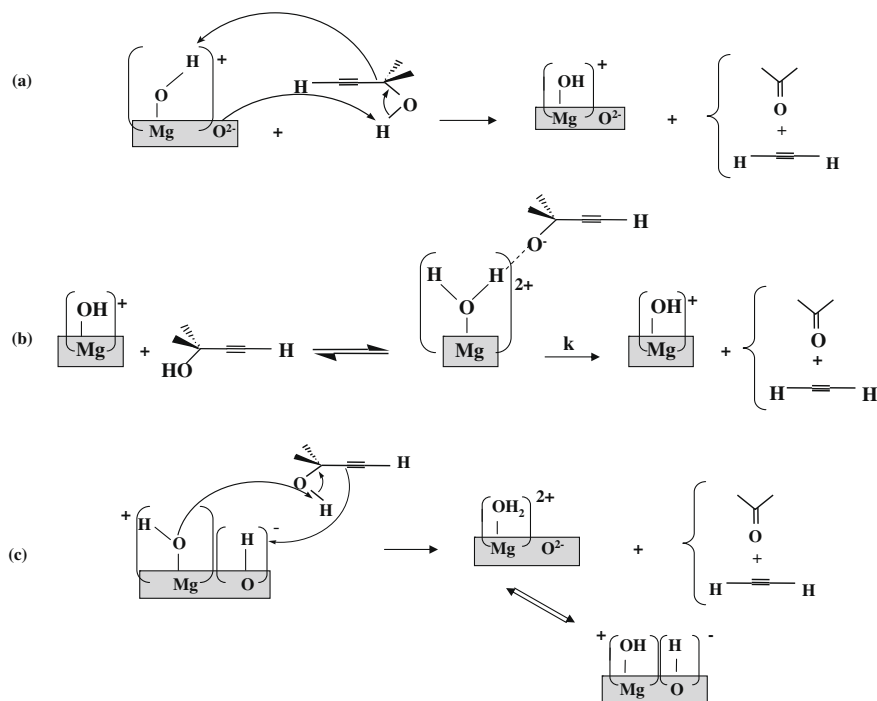 (a)
H
+
O
Mg
O2-
+
H
O
H
+
OH
Mg
O2-
+
O
+
H
H
(b)
+
OH
Mg
+
HO
H
H
O-
H
H
2+
O
Mg
k
+
OH
Mg
+
O
+
H
H
(c)
H
O
H
+
H
O
Mg
-
H
O
2+
OH2
Mg
O2-
+
O
+
H
H
+
OH
Mg
-
H
O